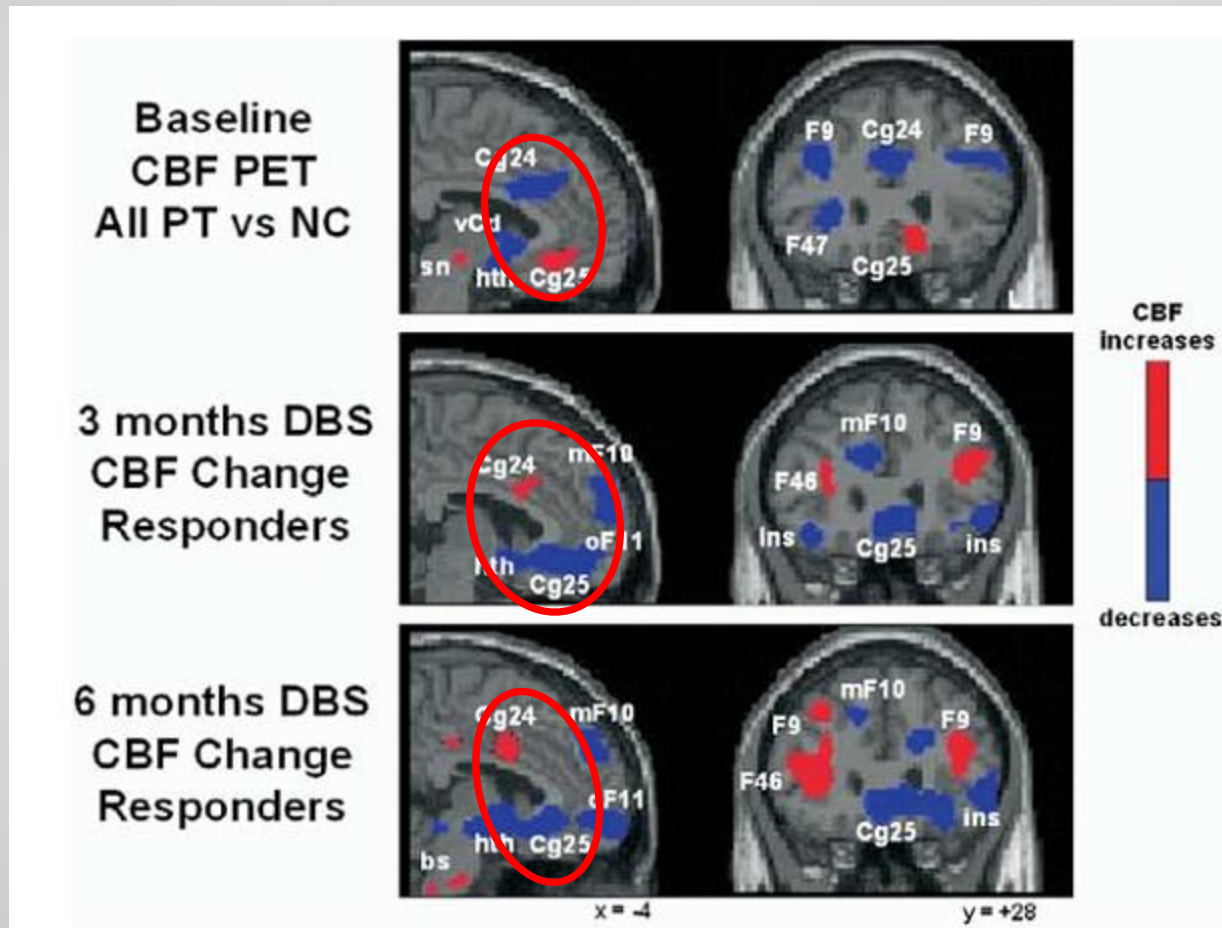 Baseline
CBF PET
All PT vs NC
Cg24
vCd
sn
hth
Cg25
F9
Cg24
F9
F47
Cg25
CBF
increases
decreases
3 months DBS
CBF Change
Responders
Cg24
mF10
oF11
hth
Cg25
mF10
F9
F46
Ins
Cg25
ins
6 months DBS
CBF Change
Responders
Cg24
mF10
oF11
hth
Cg25
bs
mF10
F9
F9
F46
Cg25
ins
x = -4
y = +28